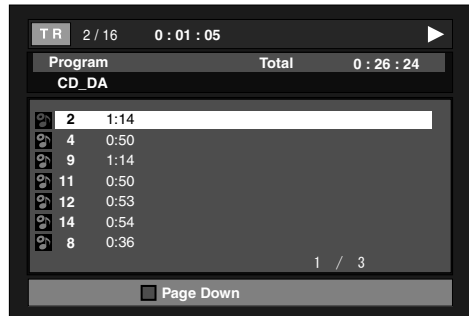 TR 2 / 16 0 : 01 : 05
Program Total 0 : 26 : 24
CD_DA
2 1:14
4 0:50
9 1:14
11 0:50
12 0:53
14 0:54
8 0:36
1 / 3
Page Down